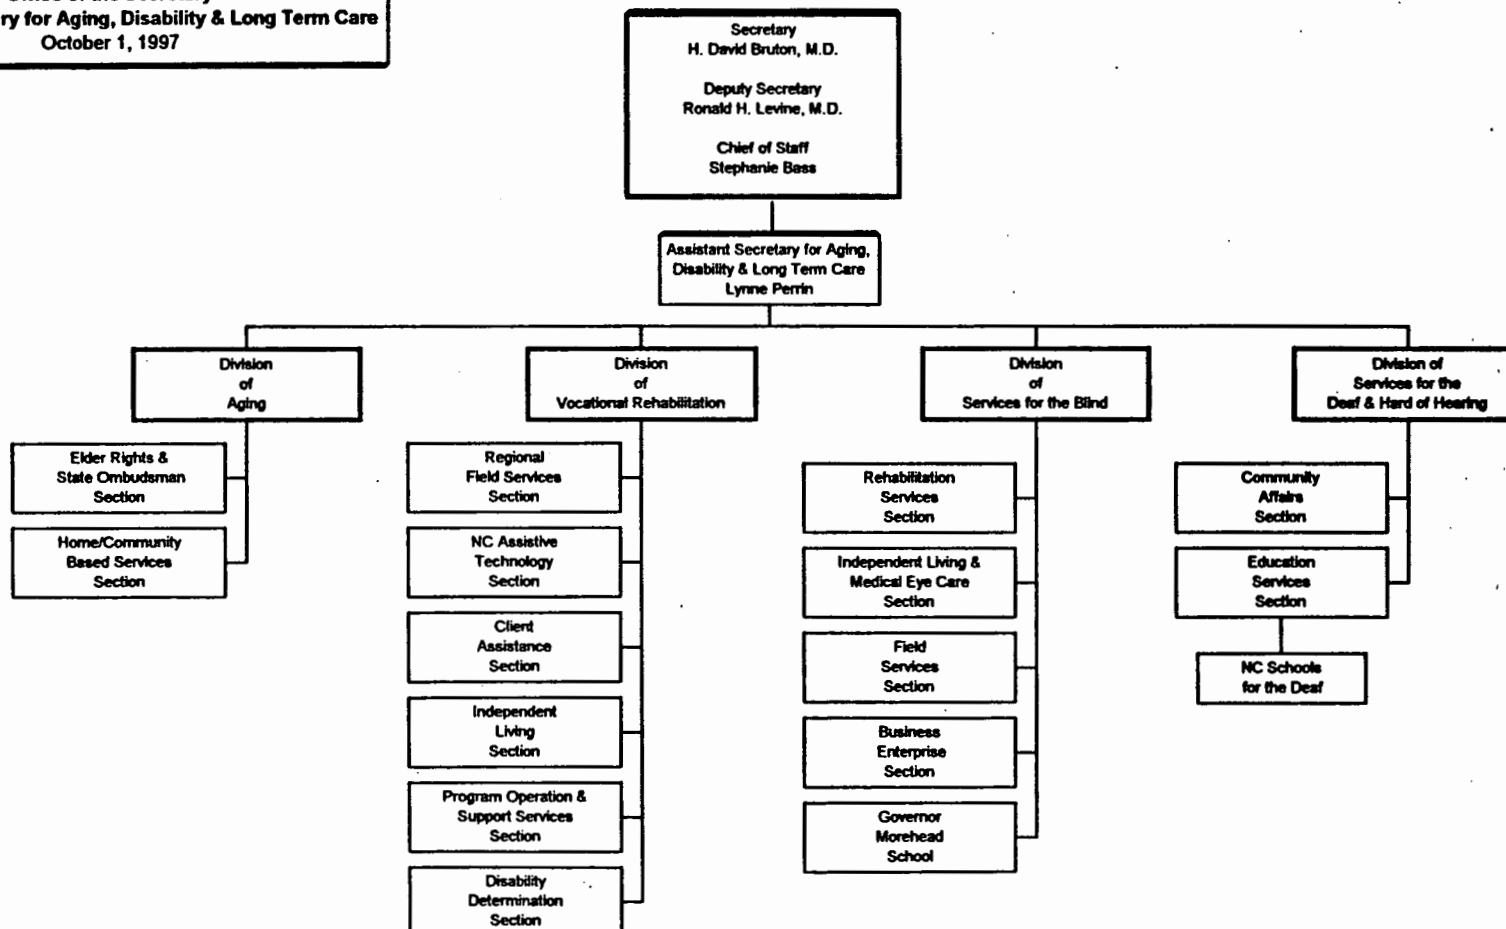 ry for Aging, Disability & Long Term Care
October 1, 1997
Secretary
H. David Bruton, M.D.
Deputy Secretary
Ronald H. Levine, M.D.
Chief of Staff
Stephanie Bass
Assistant Secretary for Aging,
Disability & Long Term Care
Lynne Perrin
Division
of
Aging
Elder Rights &
State Ombudsman
Section
Home/Community
Based Services
Section
Division
of
Vocational Rehabilitation
Regional
Field Services
Section
NC Assistive
Technology
Section
Client
Assistance
Section
Independent
Living
Section
Program Operation &
Support Services
Section
Disability
Determination
Section
Division
of
Services for the Blind
Rehabilitation
Services
Section
Independent Living &
Medical Eye Care
Section
Field
Services
Section
Business
Enterprise
Section
Governor
Morehead
School
Division of
Services for the
Deaf & Hard of Hearing
Community
Affairs
Section
Education
Services
Section
NC Schools
for the Deaf